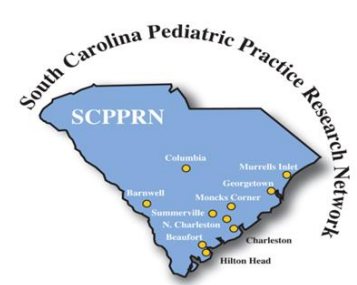 South Carolina Pediatric Practice Research Network
SCPPRN
Columbia
Murrells Inlet
Georgetown
Barnwell
Moncks Corner
Summerville
N. Charleston
Beaufort
Charleston
Hilton Head